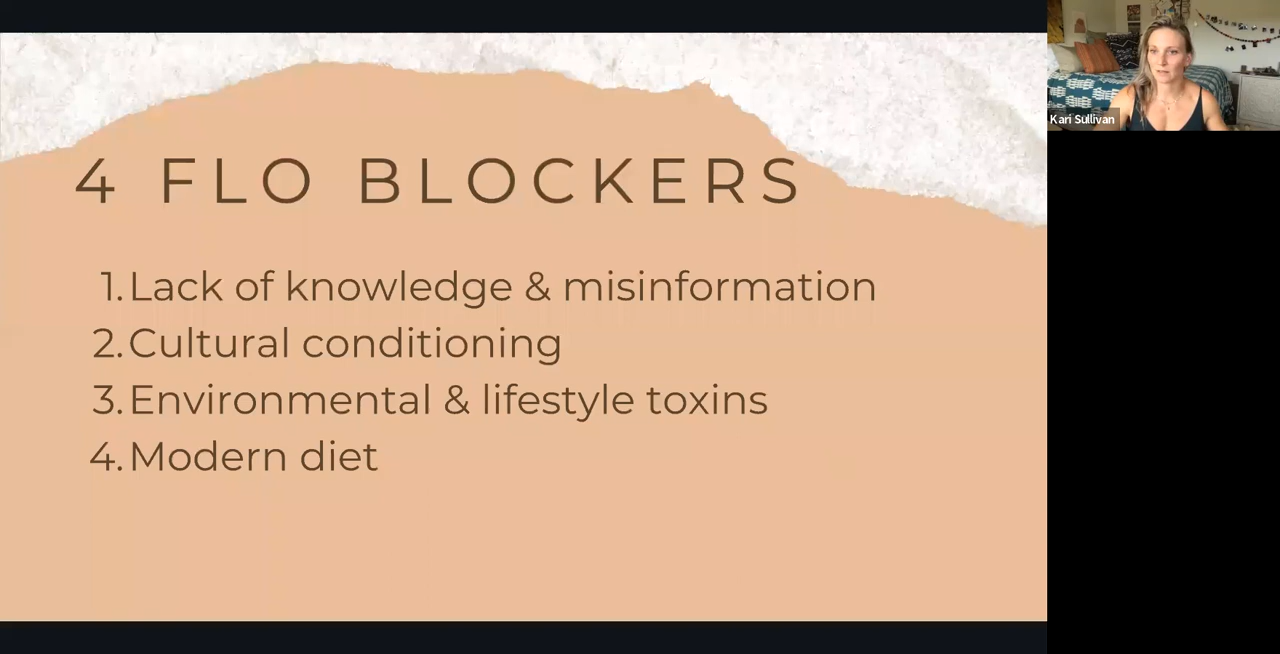 4 FLO BLOCKERS
1. Lack of knowledge & misinformation
2. Cultural conditioning
3. Environmental & lifestyle toxins
4. Modern diet
Kari Sullivan